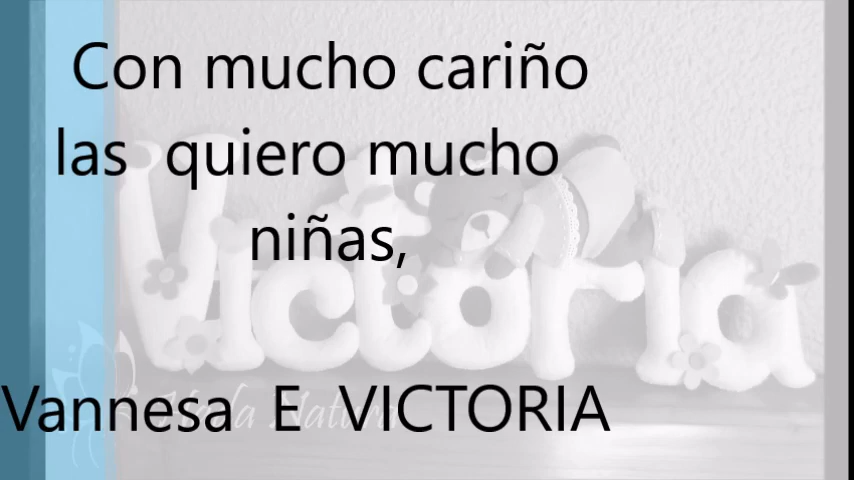 Con mucho cariño
las quiero mucho
niñas,
Victoria
Vannesa E VICTORIA